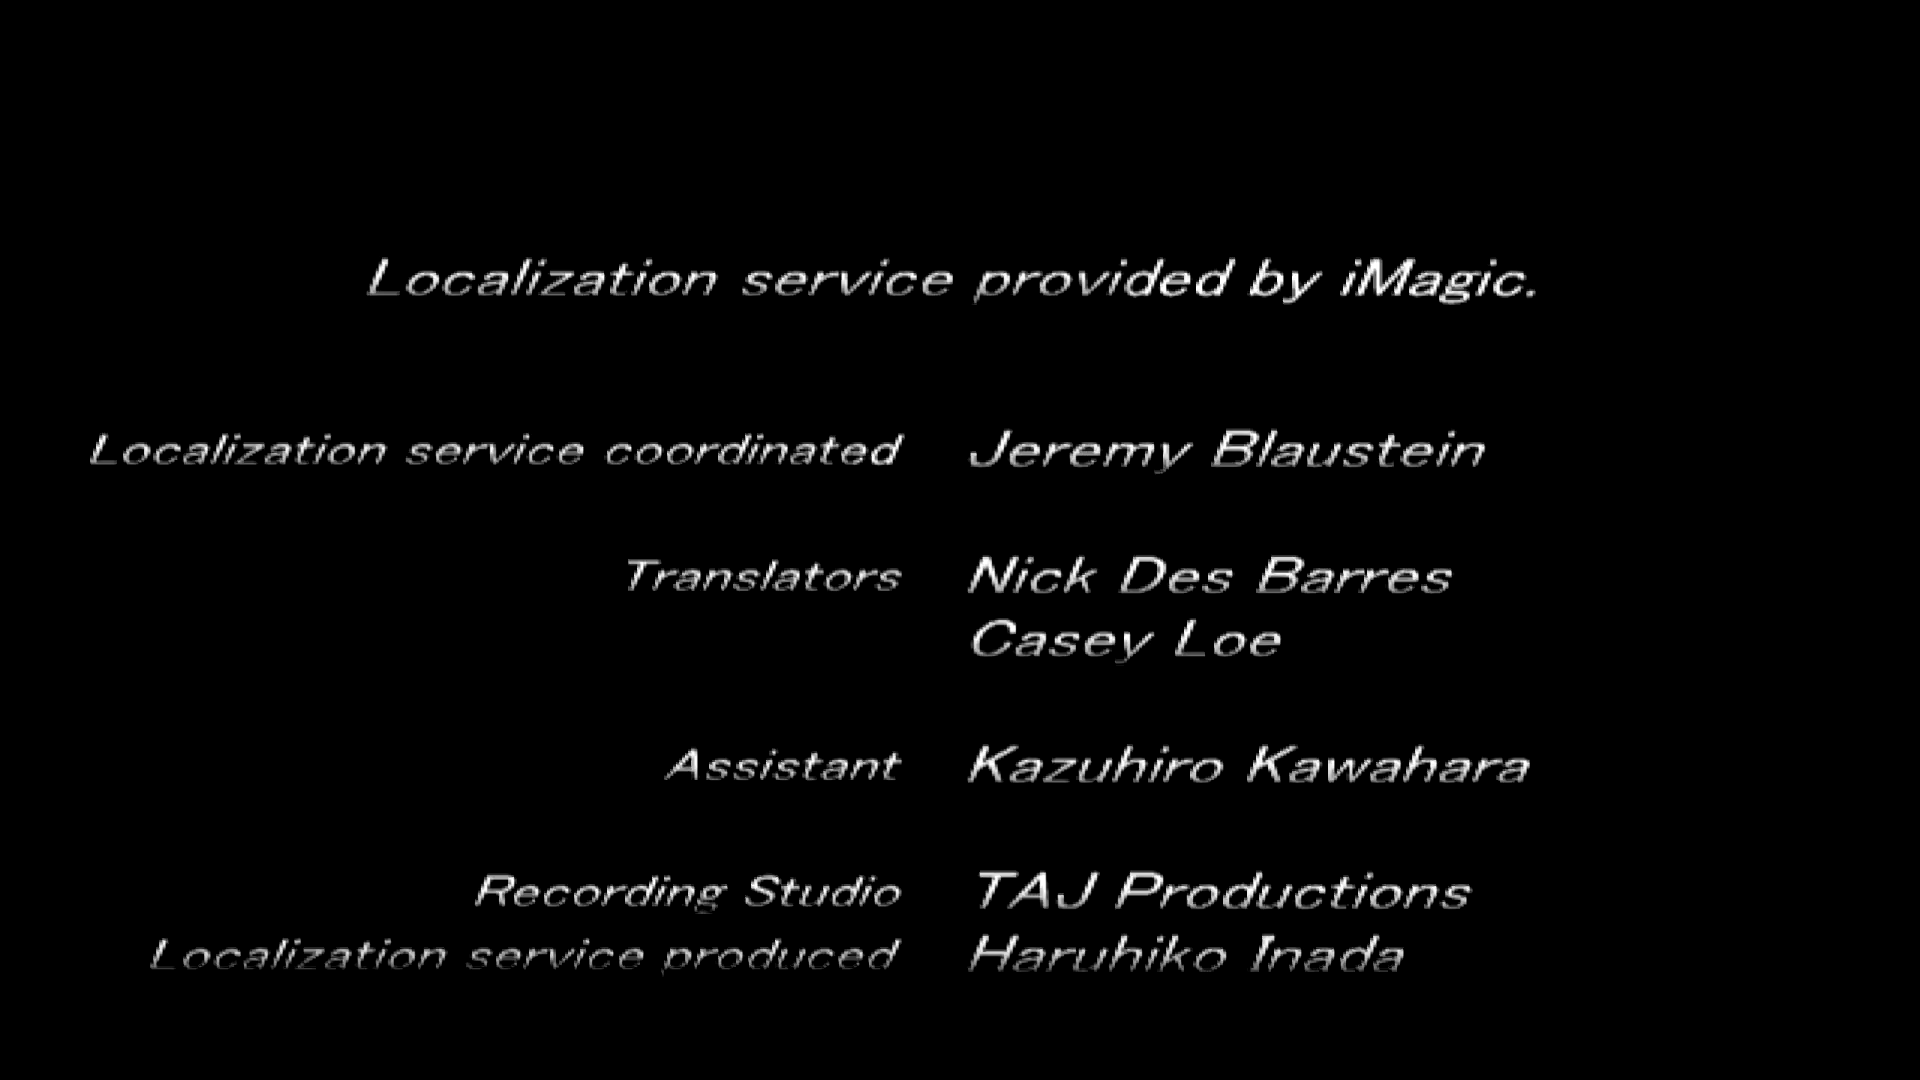 Localization service provided by iMagic.
Localization service coordinated Jeremy Blaustein
Translators Nick Des Barres
Casey Loe
Assistant Kazuhiro Kawahara
Recording Studio TAJ Productions
Localization service produced Haruhiko Inada